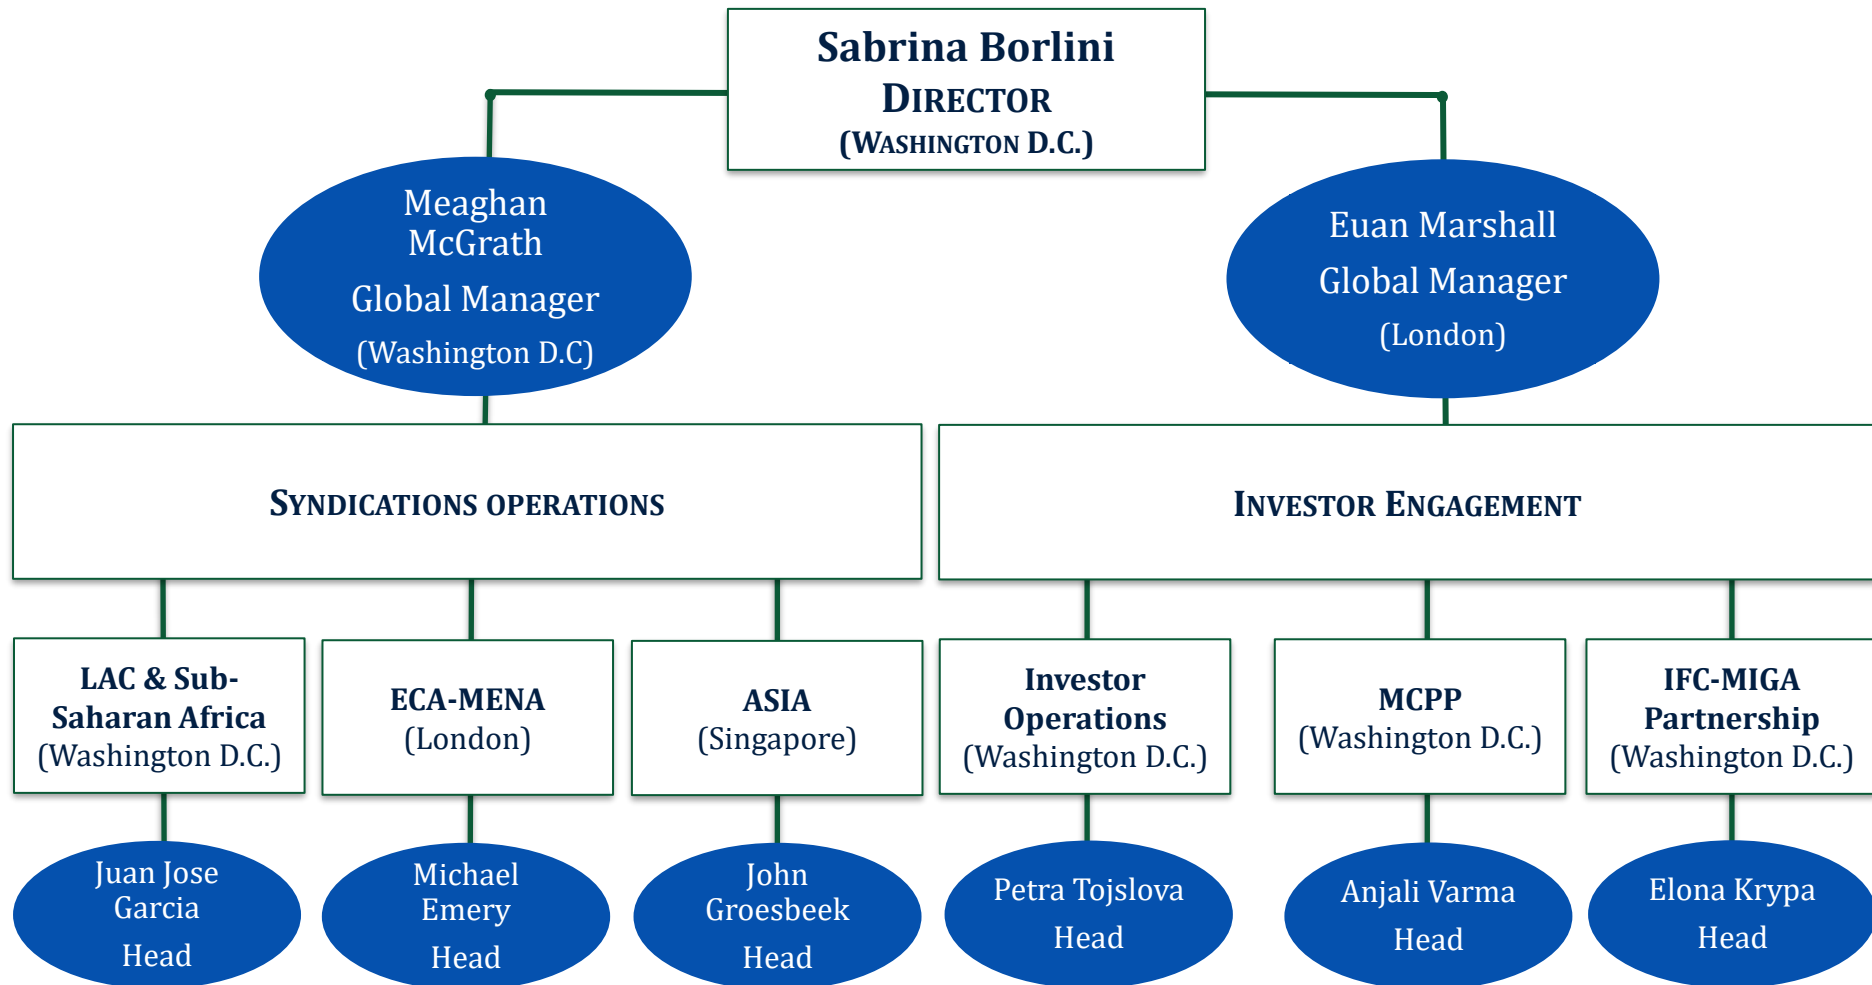 Sabrina Borlini
DIRECTOR
(WASHINGTON D.C.)
Meaghan
McGrath
Global Manager
(Washington D.C)
Euan Marshall
Global Manager
(London)
SYNDICATIONS OPERATIONS
INVESTOR ENGAGEMENT
LAC & Sub-
Saharan Africa
(Washington D.C.)
ECA-MENA
(London)
ASIA
(Singapore)
Investor
Operations
(Washington D.C.)
MCPP
(Washington D.C.)
IFC-MIGA
Partnership
(Washington D.C.)
Juan Jose
Garcia
Head
Michael
Emery
Head
John
Groesbeek
Head
Petra Tojslova
Head
Anjali Varma
Head
Elona Krypa
Head